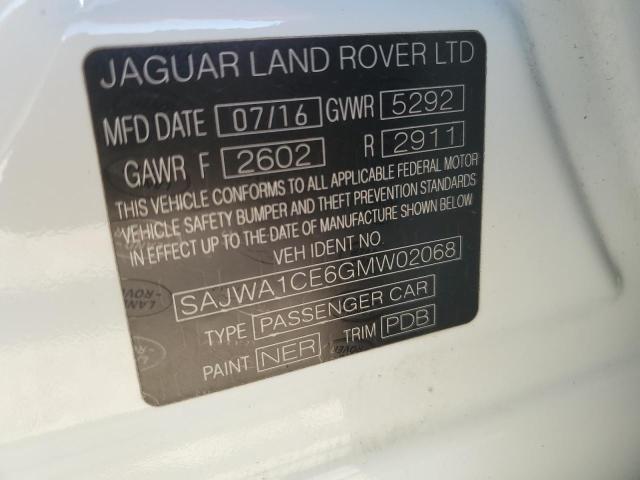 JAGUAR LAND ROVER LTD
MFD DATE 07/16 GVWR 5292
GAWR F 2602 R 2911
THIS VEHICLE CONFORMS TO ALL APPLICABLE FEDERAL MOTOR
VEHICLE SAFETY BUMPER AND THEFT PREVENTION STANDARDS
IN EFFECT UP TO THE DATE OF MANUFACTURE SHOWN BELOW
VEH IDENT NO.
SAJWA1CE6GMW02068
TYPE PASSENGER CAR
PAINT NER TRIM PDB